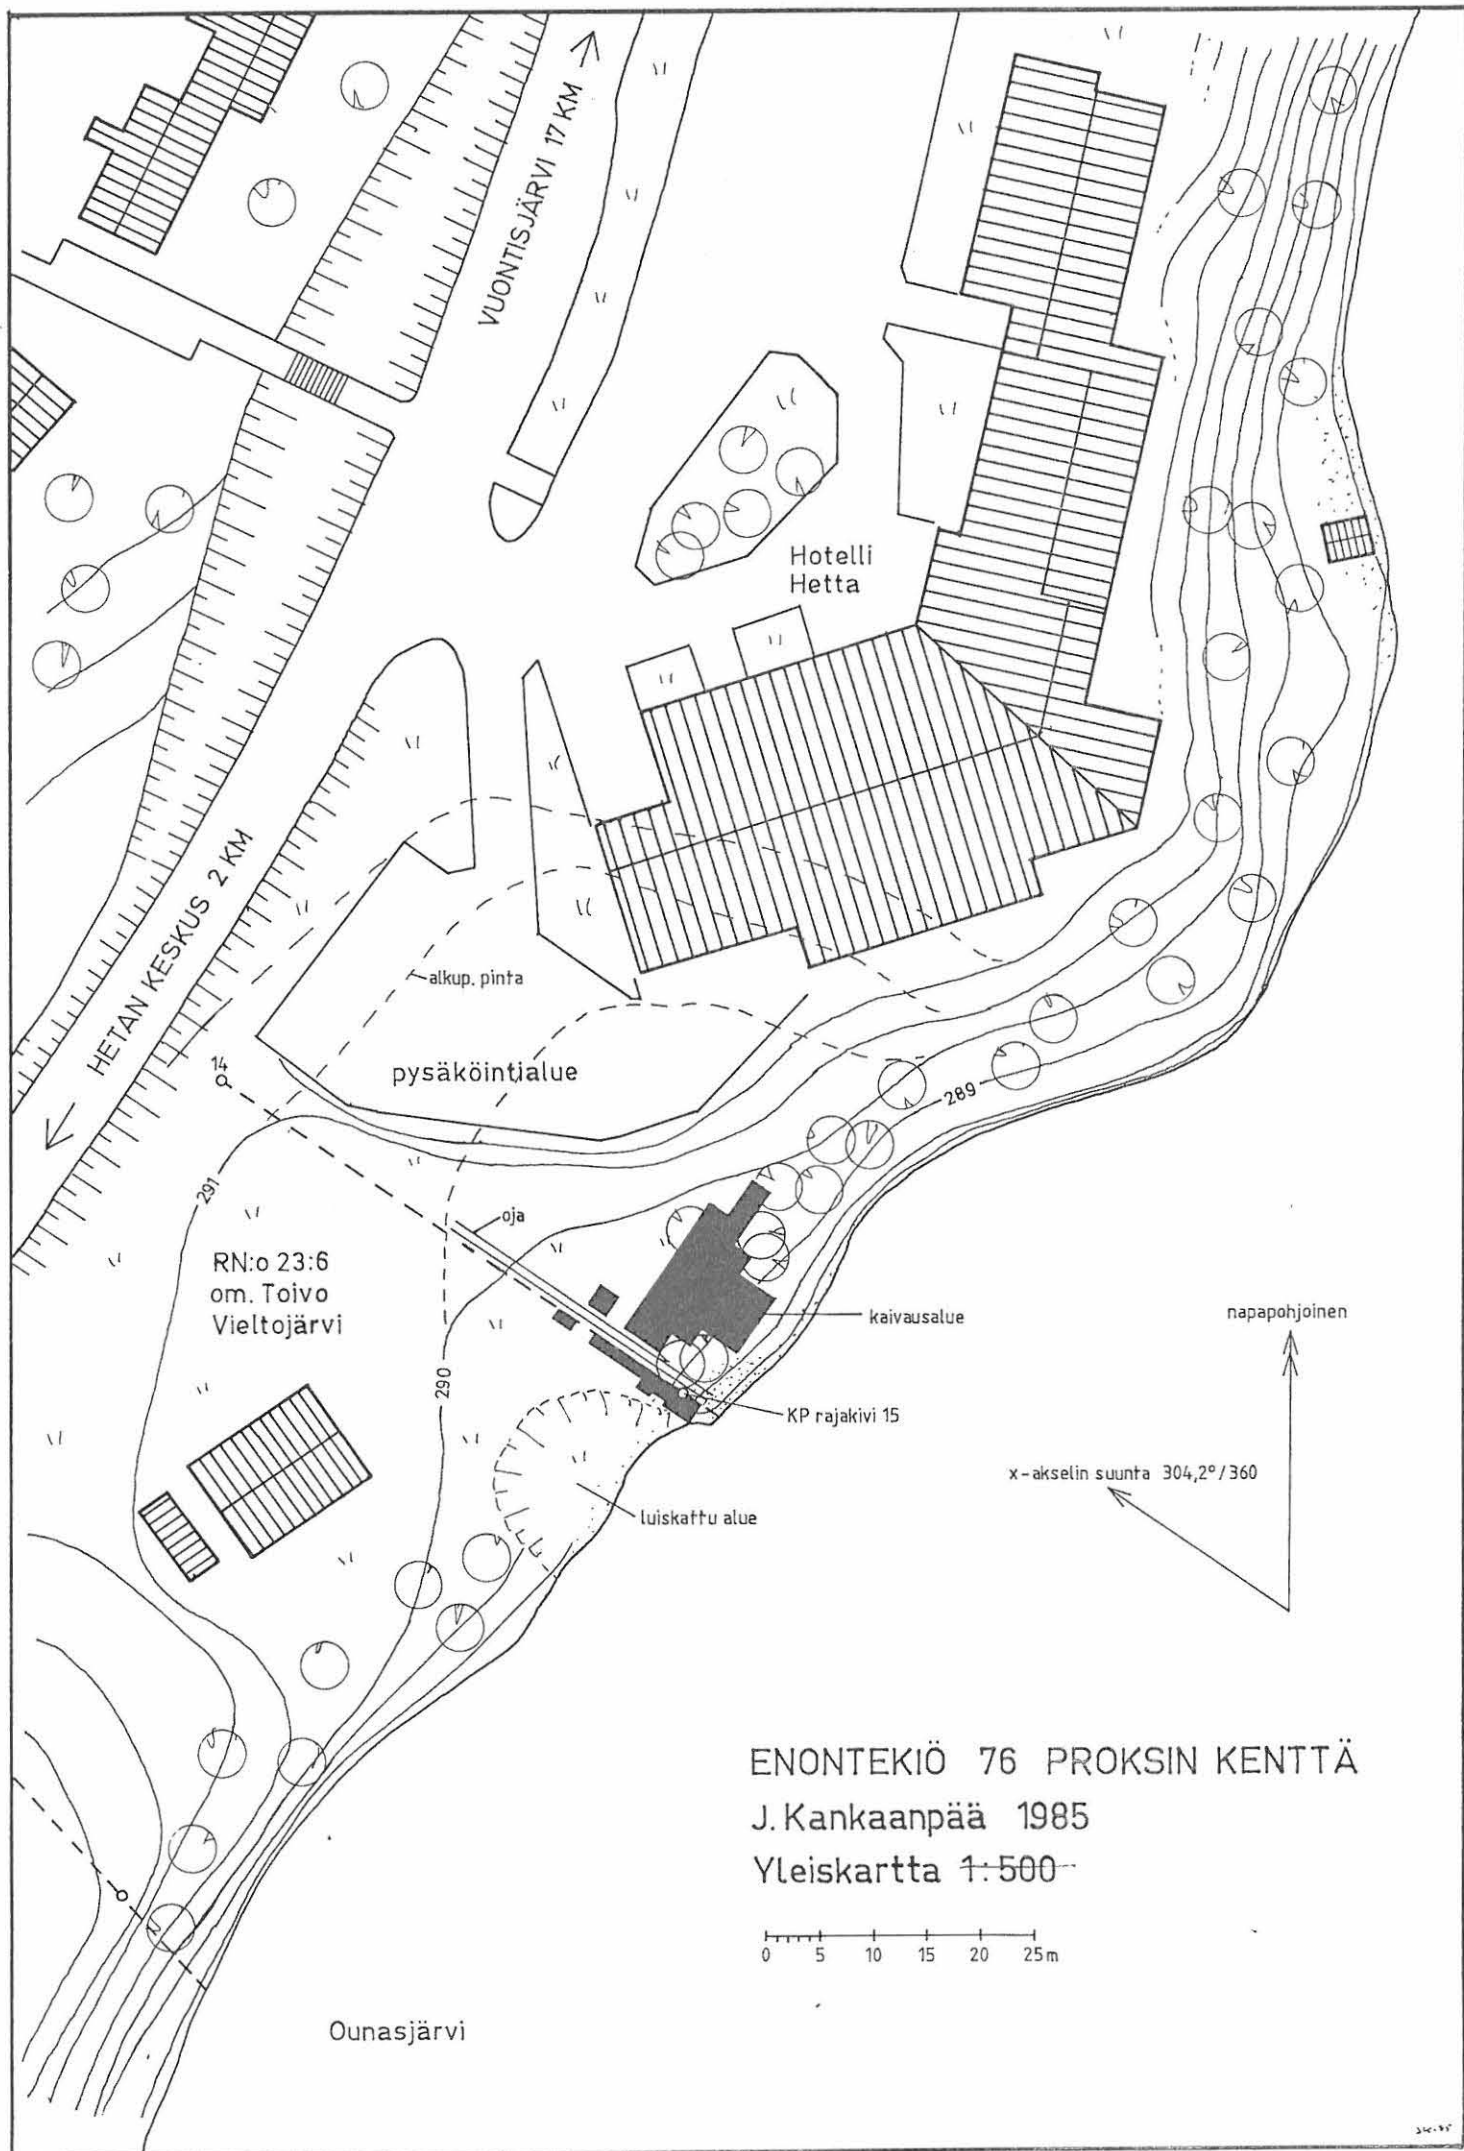 VUONTISJÄRVI 17 KM
Hotelli
Hetta
HETAN KESKUS 2 KM
alkup. pinta
14
pysäköintialue
289
291
oja
RN:o 23:6
om. Toivo
Vieltojärvi
kaivausalue
napapohjoinen
290
KP rajakivi 15
x-akselin suunta 304,2°/360
luiskattu alue
ENONTEKIÖ 76 PROKSIN KENTTÄ
J. Kankaanpää 1985
Yleiskartta 1:500
0 5 10 15 20 25m
Ounasjärvi